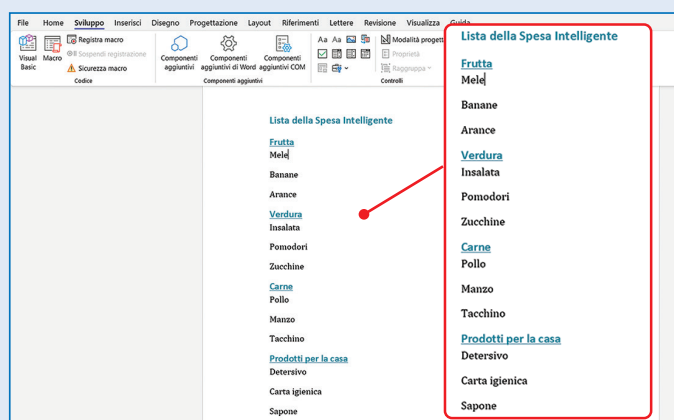 File Home Sviluppo Inserisci Disegno Progettazione Layout Riferimenti Lettere Revisione Visualizza Guida
Visual Basic
Macro
Registra macro
Sospendi registrazione
Sicurezza macro
Codice
Componenti aggiuntivi
Componenti aggiuntivi di Word
Componenti aggiuntivi COM
Componenti aggiuntivi
Aa Aa
Modalità progett
Proprietà
Raggruppa
Controlli
Lista della Spesa Intelligente
Frutta
Mele
Banane
Arance
Verdura
Insalata
Pomodori
Zucchine
Carne
Pollo
Manzo
Tacchino
Prodotti per la casa
Detersivo
Carta igienica
Sapone
Lista della Spesa Intelligente
Frutta
Mele
Banane
Arance
Verdura
Insalata
Pomodori
Zucchine
Carne
Pollo
Manzo
Tacchino
Prodotti per la casa
Detersivo
Carta igienica
Sapone